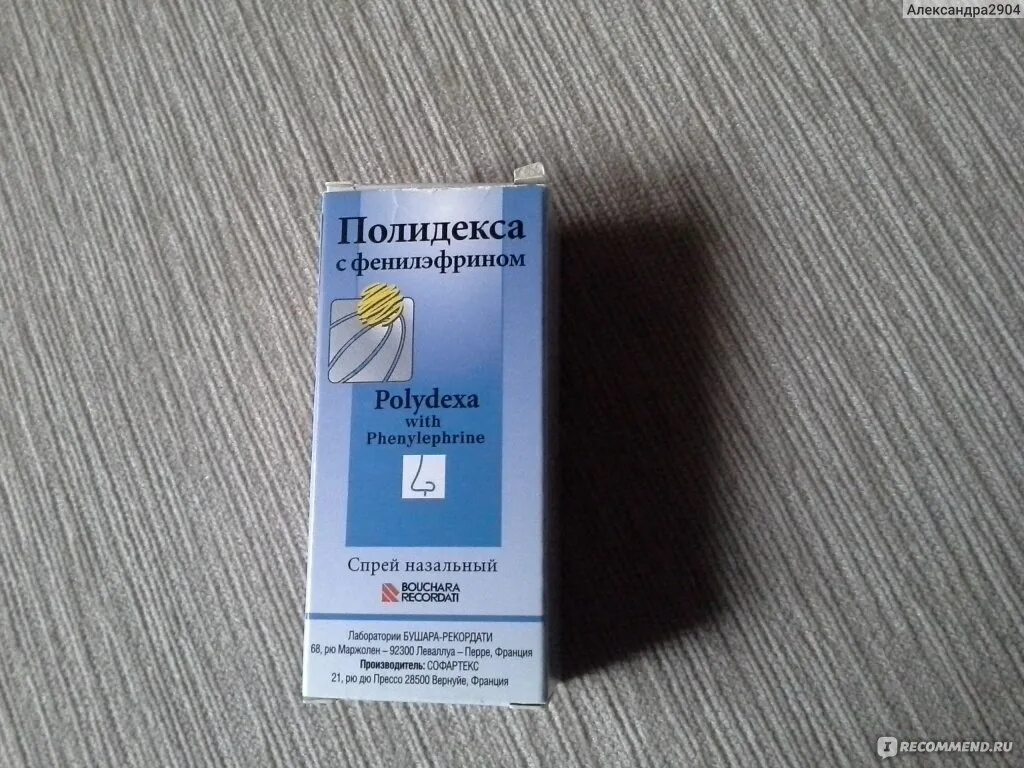 Александра2904
Полидекса
с фенилэфрином
Polydexa
with
Phenylephrine
Спрей назальный
BOUCHARA
RECORDATI
Лаборатории БУШАРА-РЕКОРДАТИ
68, рю Маржолен – 92300 Леваллуа – Перре, Франция
Производитель: СОФАРТЕКС
21, рю дю Прессо 28500 Вернуйе, Франция
IRECOMMEND.RU